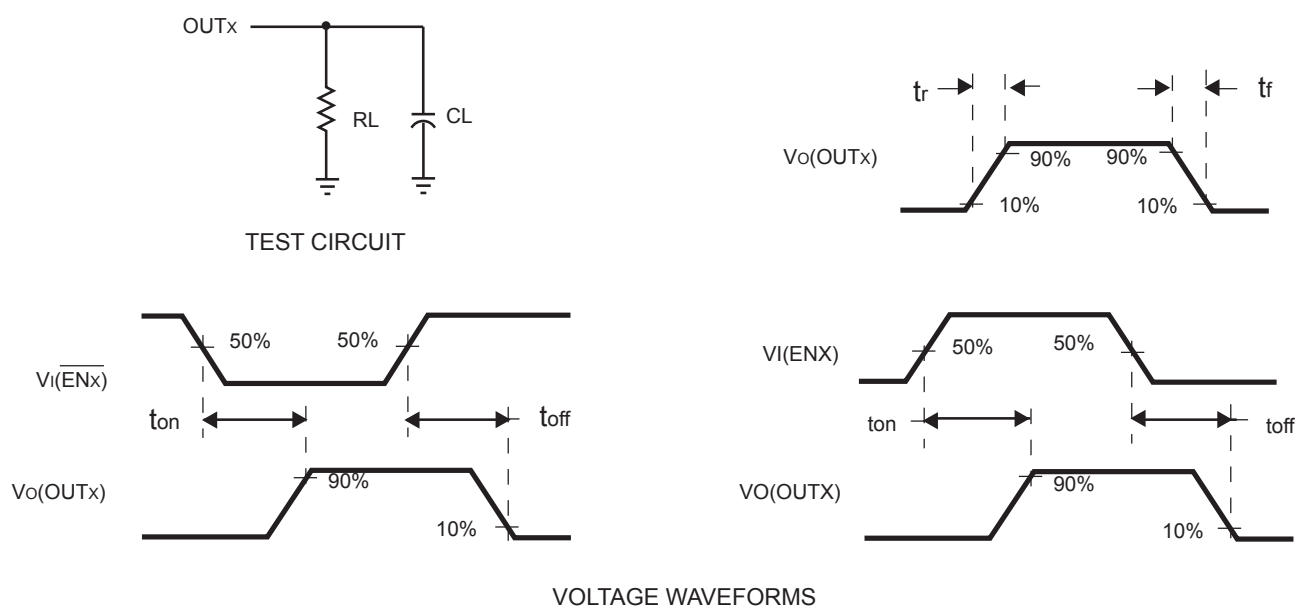 OUTx
RL
CL
TEST CIRCUIT
tr
tf
VO(OUTx)
90%
90%
10%
10%
50%
50%
VI(ENx)
ton
toff
VO(OUTx)
90%
10%
50%
50%
VI(ENX)
ton
toff
VO(OUTX)
90%
10%
VOLTAGE WAVEFORMS